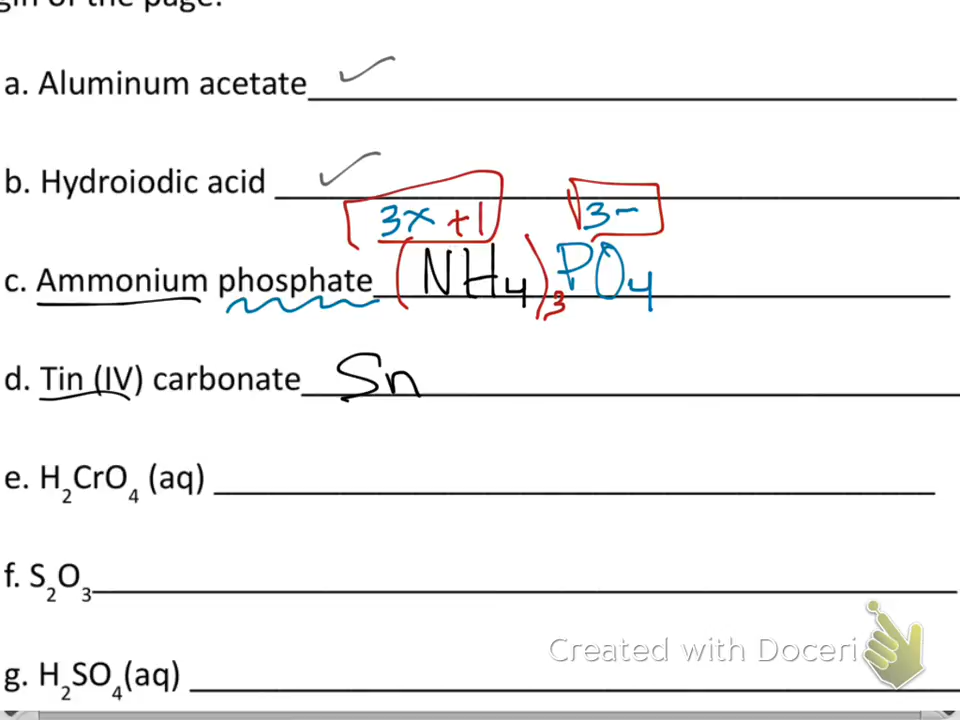 gin of the page.
a. Aluminum acetate
b. Hydroiodic acid
3x +1 3-
c. Ammonium phosphate (NH4)3PO4
d. Tin (IV) carbonate Sn
e. H2CrO4 (aq)
f. S2O3
Created with Doceri
g. H2SO4(aq)